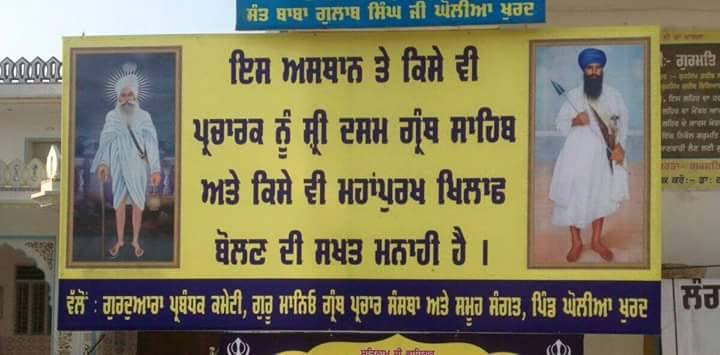 ਸੰਤ ਬਾਬਾ ਗੁਲਾਬ ਸਿੰਘ ਜੀ ਘੋਲੀਆ ਖੁਰਦ
ਇਸ ਅਸਥਾਨ ਤੇ ਕਿਸੇ ਵੀ
ਪ੍ਰਚਾਰਕ ਨੂੰ ਸ਼੍ਰੀ ਦਸਮ ਗ੍ਰੰਥ ਸਾਹਿਬ
ਅਤੇ ਕਿਸੇ ਵੀ ਮਹਾਂਪੁਰਖ ਖਿਲਾਫ
ਬੋਲਣ ਦੀ ਸਖਤ ਮਨਾਹੀ ਹੈ ।
ਵੱਲੋਂ : ਗੁਰਦੁਆਰਾ ਪ੍ਰਬੰਧਕ ਕਮੇਟੀ, ਗੁਰੂ ਮਾਨਿਓ ਗ੍ਰੰਥ ਪ੍ਰਚਾਰ ਸੰਸਥਾ ਅਤੇ ਸਮੂਹ ਸੰਗਤ, ਪਿੰਡ ਘੋਲੀਆ ਖੁਰਦ
:- ਗੁਰਮਤਿ